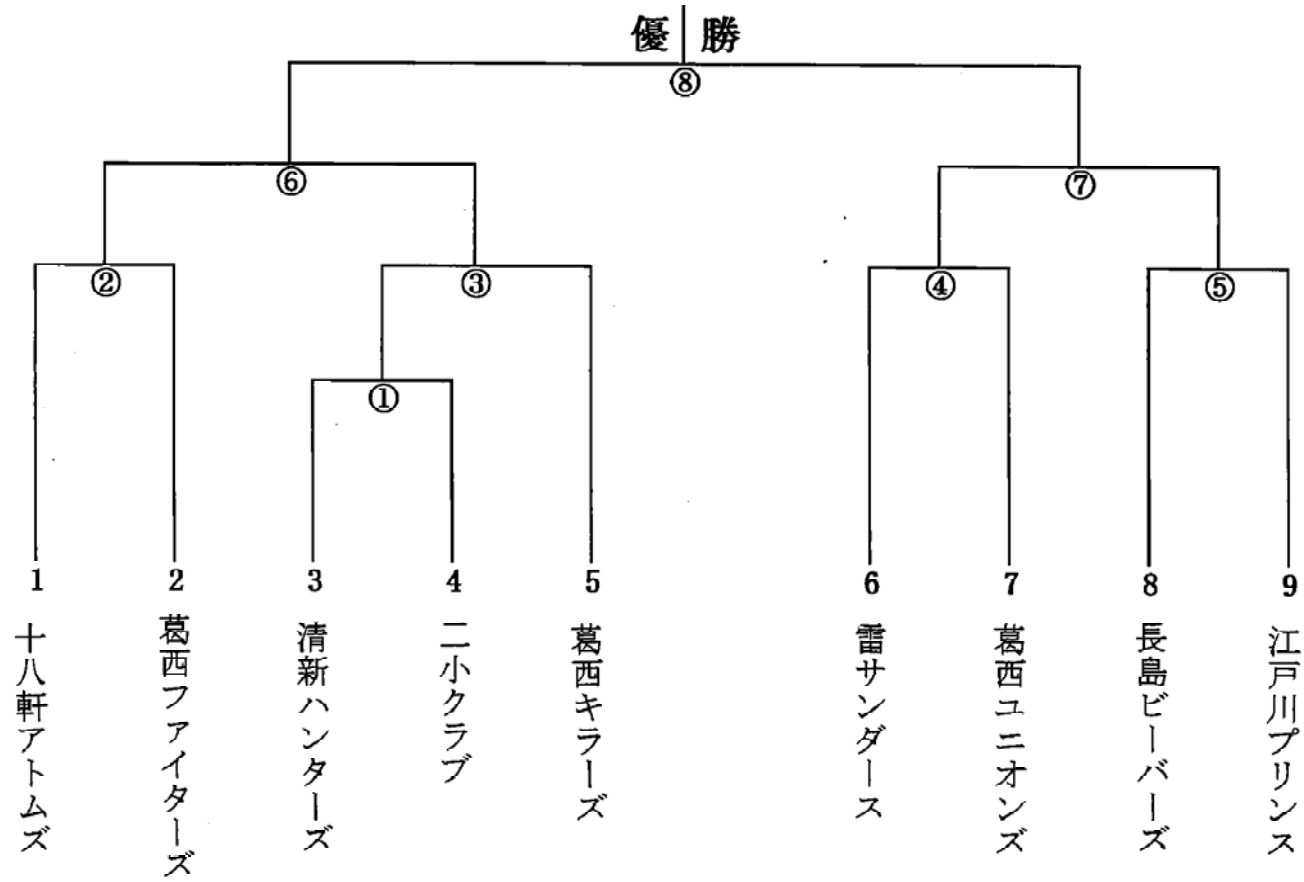 優勝
⑧
⑥
⑦
②
③
④
⑤
①
1
2
3
4
5
6
7
8
9
十八軒アトムズ
葛西ファイターズ
清新ハンターズ
二小クラブ
葛西キラーズ
雷サンダース
葛西ユニオンズ
長島ビーバーズ
江戸川プリンス